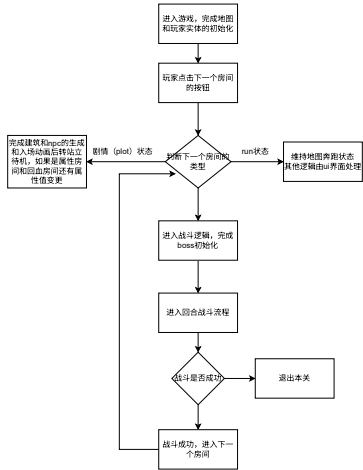 进入游戏，完成地图
和玩家实体的初始化
玩家点击下一个房间
的按钮
剧情（plot）状态
判断下一个房间的
类型
run状态
完成建筑和npc的生成
和入场动画后转站立
待机，如果是属性房
间和回血房间还有属
性值变更
维持地图奔跑状态
其他逻辑由ui界面处理
进入战斗逻辑，完成
boss初始化
进入回合战斗流程
战斗是否成功
退出本关
战斗成功，进入下一
个房间